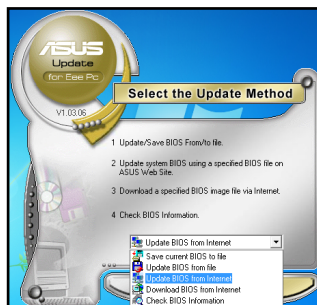 ASUS
Update
for Eee Pc
V1.03.06
Select the Update Method
1 Update/Save BIOS From/to file.
2 Update system BIOS using a specified BIOS file on
ASUS Web Site.
3 Download a specified BIOS image file via Internet.
4 Check BIOS Information.
Update BIOS from Internet
Save current BIOS to file
Update BIOS from file
Update BIOS from Internet
Download BIOS from Internet
Check BIOS Information